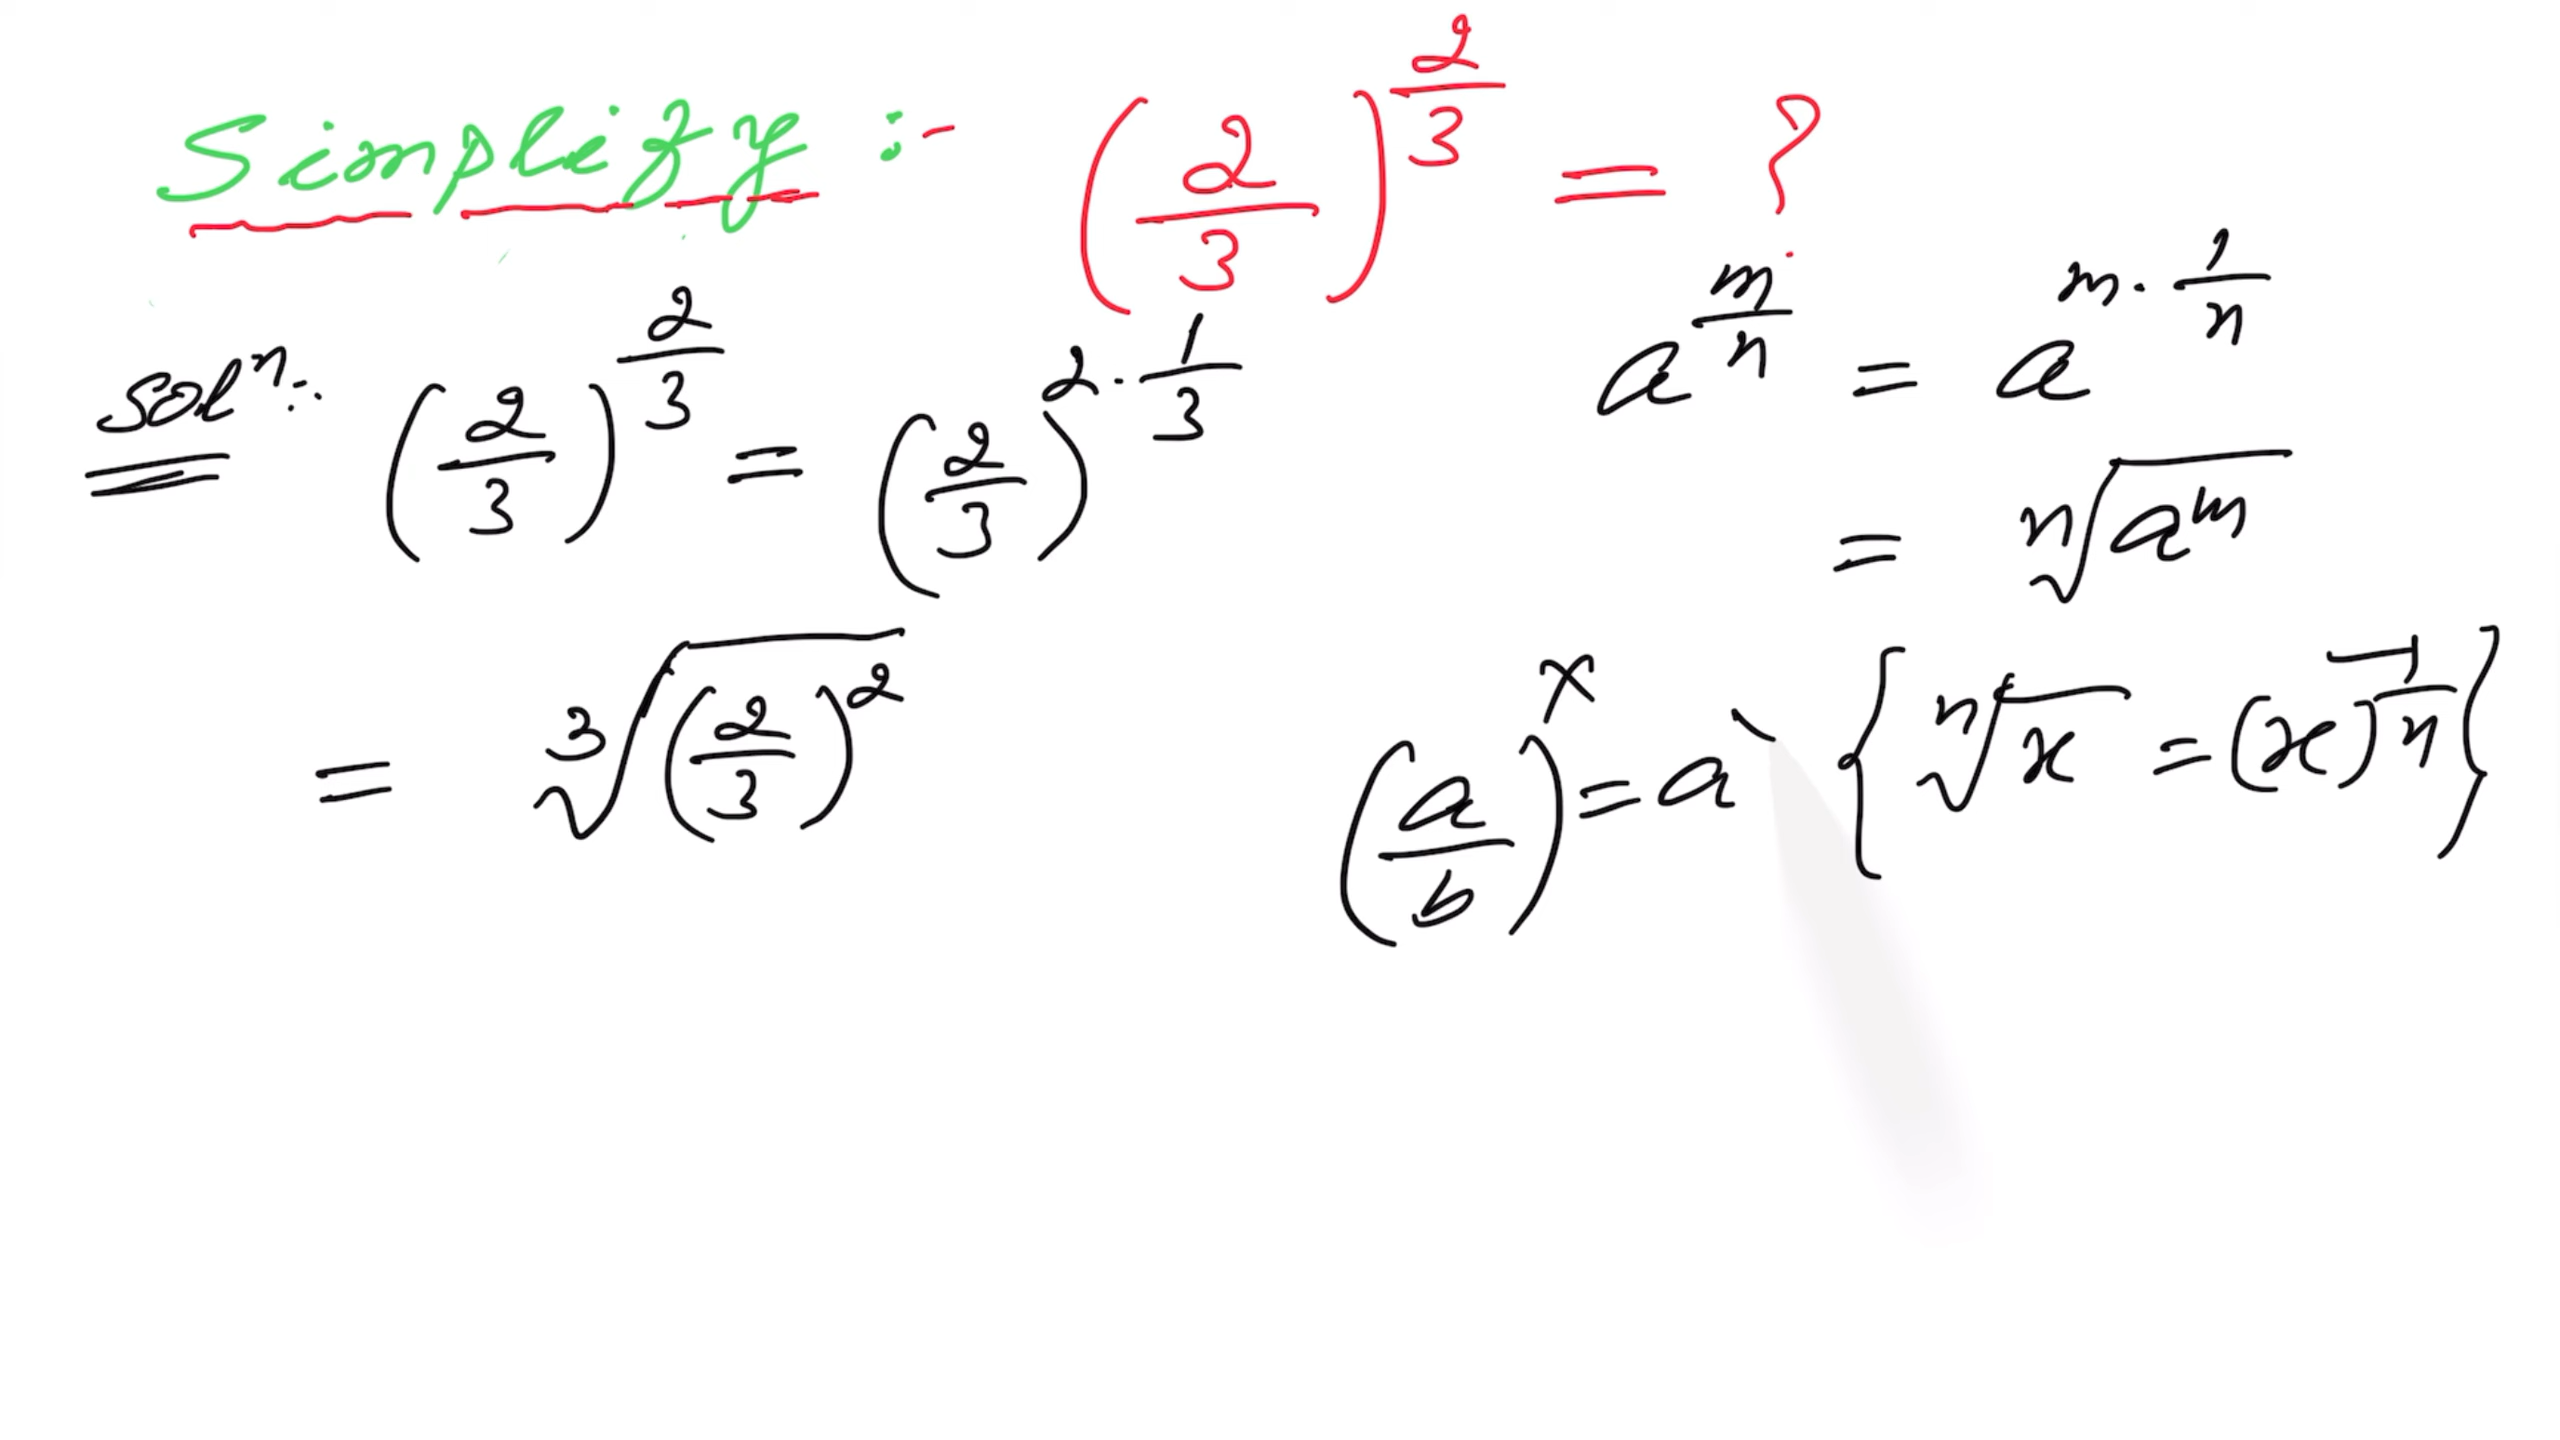 Simplify :- (2/3)^(2/3) = ?
Solⁿ:- (2/3)^(2/3) = (2/3)^(2·1/3)
= ∛((2/3)^2)
a^(m/n) = a^(m·1/n)
= ⁿ√(a^m)
(a/b)^x = a {ⁿ√x = (x)^(1/n)}